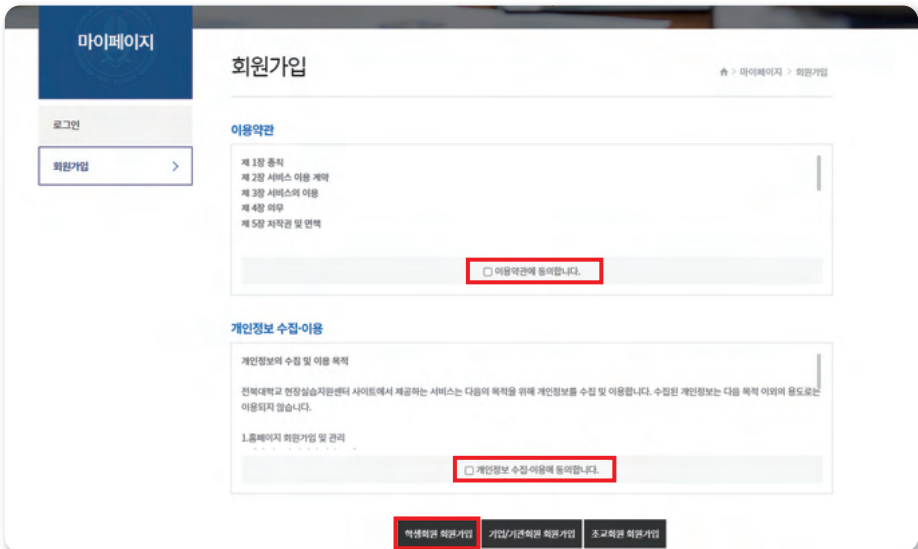 마이페이지
회원가입
> 마이페이지 > 회원가입
로그인
회원가입 >
이용약관
제 1장 총칙
제 2장 서비스 이용 계약
제 3장 서비스의 이용
제 4장 의무
제 5장 저작권 및 면책
이용약관에 동의합니다.
개인정보 수집·이용
개인정보의 수집 및 이용 목적
전북대학교 현장실습지원센터 사이트에서 제공하는 서비스는 다음의 목적을 위해 개인정보를 수집 및 이용합니다. 수집된 개인정보는 다음 목적 이외의 용도로는
이용되지 않습니다.
1.홈페이지 회원가입 및 관리
개인정보 수집·이용에 동의합니다.
학생회원 회원가입 기업/기관회원 회원가입 조교회원 회원가입